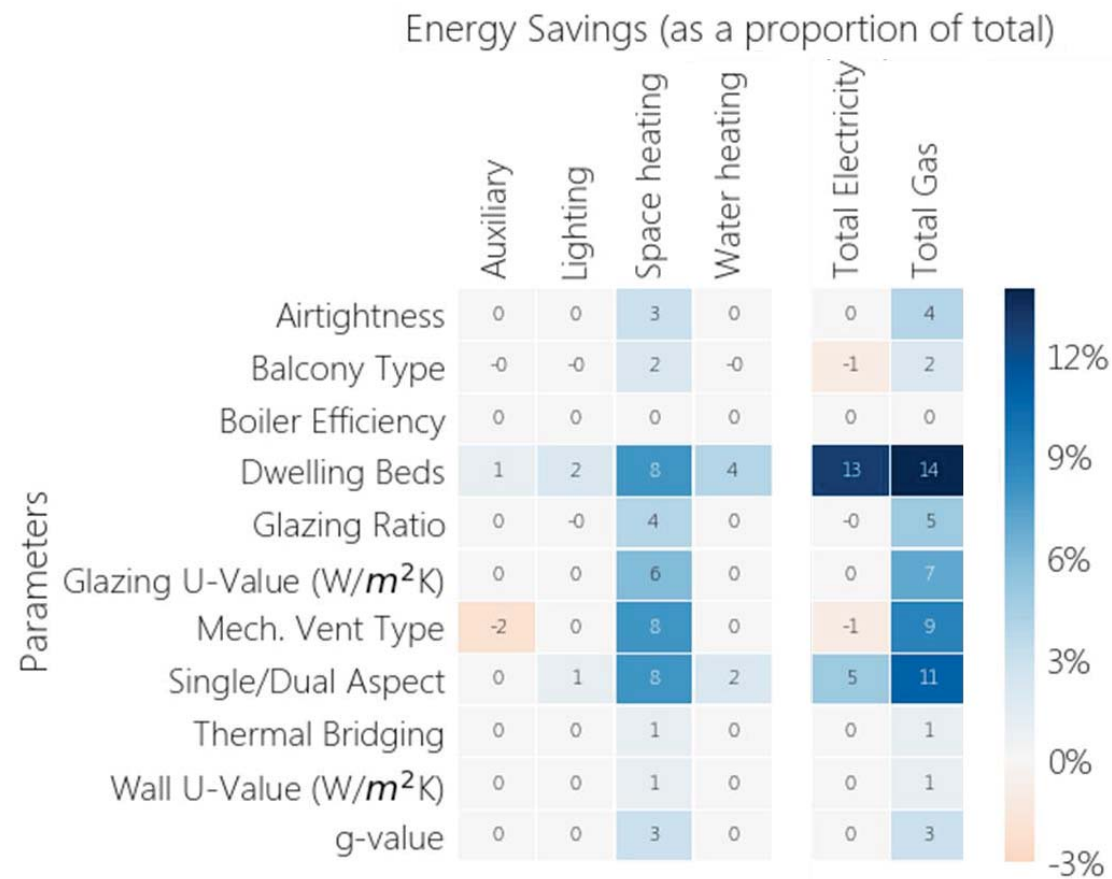 Energy Savings (as a proportion of total)
Auxiliary
Lighting
Space heating
Water heating
Total Electricity
Total Gas
Parameters
Airtightness 0 0 3 0 0 4
Balcony Type -0 -0 2 -0 -1 2
Boiler Efficiency 0 0 0 0 0 0
Dwelling Beds 1 2 8 4 13 14
Glazing Ratio 0 -0 4 0 -0 5
Glazing U-Value (W/m²K) 0 0 6 0 0 7
Mech. Vent Type -2 0 8 0 -1 9
Single/Dual Aspect 0 1 8 2 5 11
Thermal Bridging 0 0 1 0 0 1
Wall U-Value (W/m²K) 0 0 1 0 0 1
g-value 0 0 3 0 0 3
12%
9%
6%
3%
0%
-3%